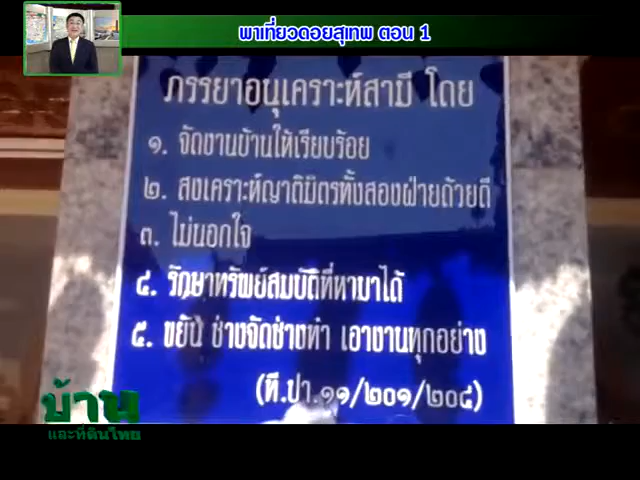 พาเที่ยวดอยสุเทพ ตอน 1
ภรรยาอนุเคราะห์สามี โดย
๑. จัดงานบ้านให้เรียบร้อย
๒. สงเคราะห์ญาติมิตรทั้งสองฝ่ายด้วยดี
๓. ไม่นอกใจ
๔. รักษาทรัพย์สมบัติที่หามาได้
๕. ขยัน ช่างจัดช่างทำ เอางานทุกอย่าง
(ที.ปา.๑๑/๒๐๑/๒๐๔)
บ้าน
และที่ดินไทย